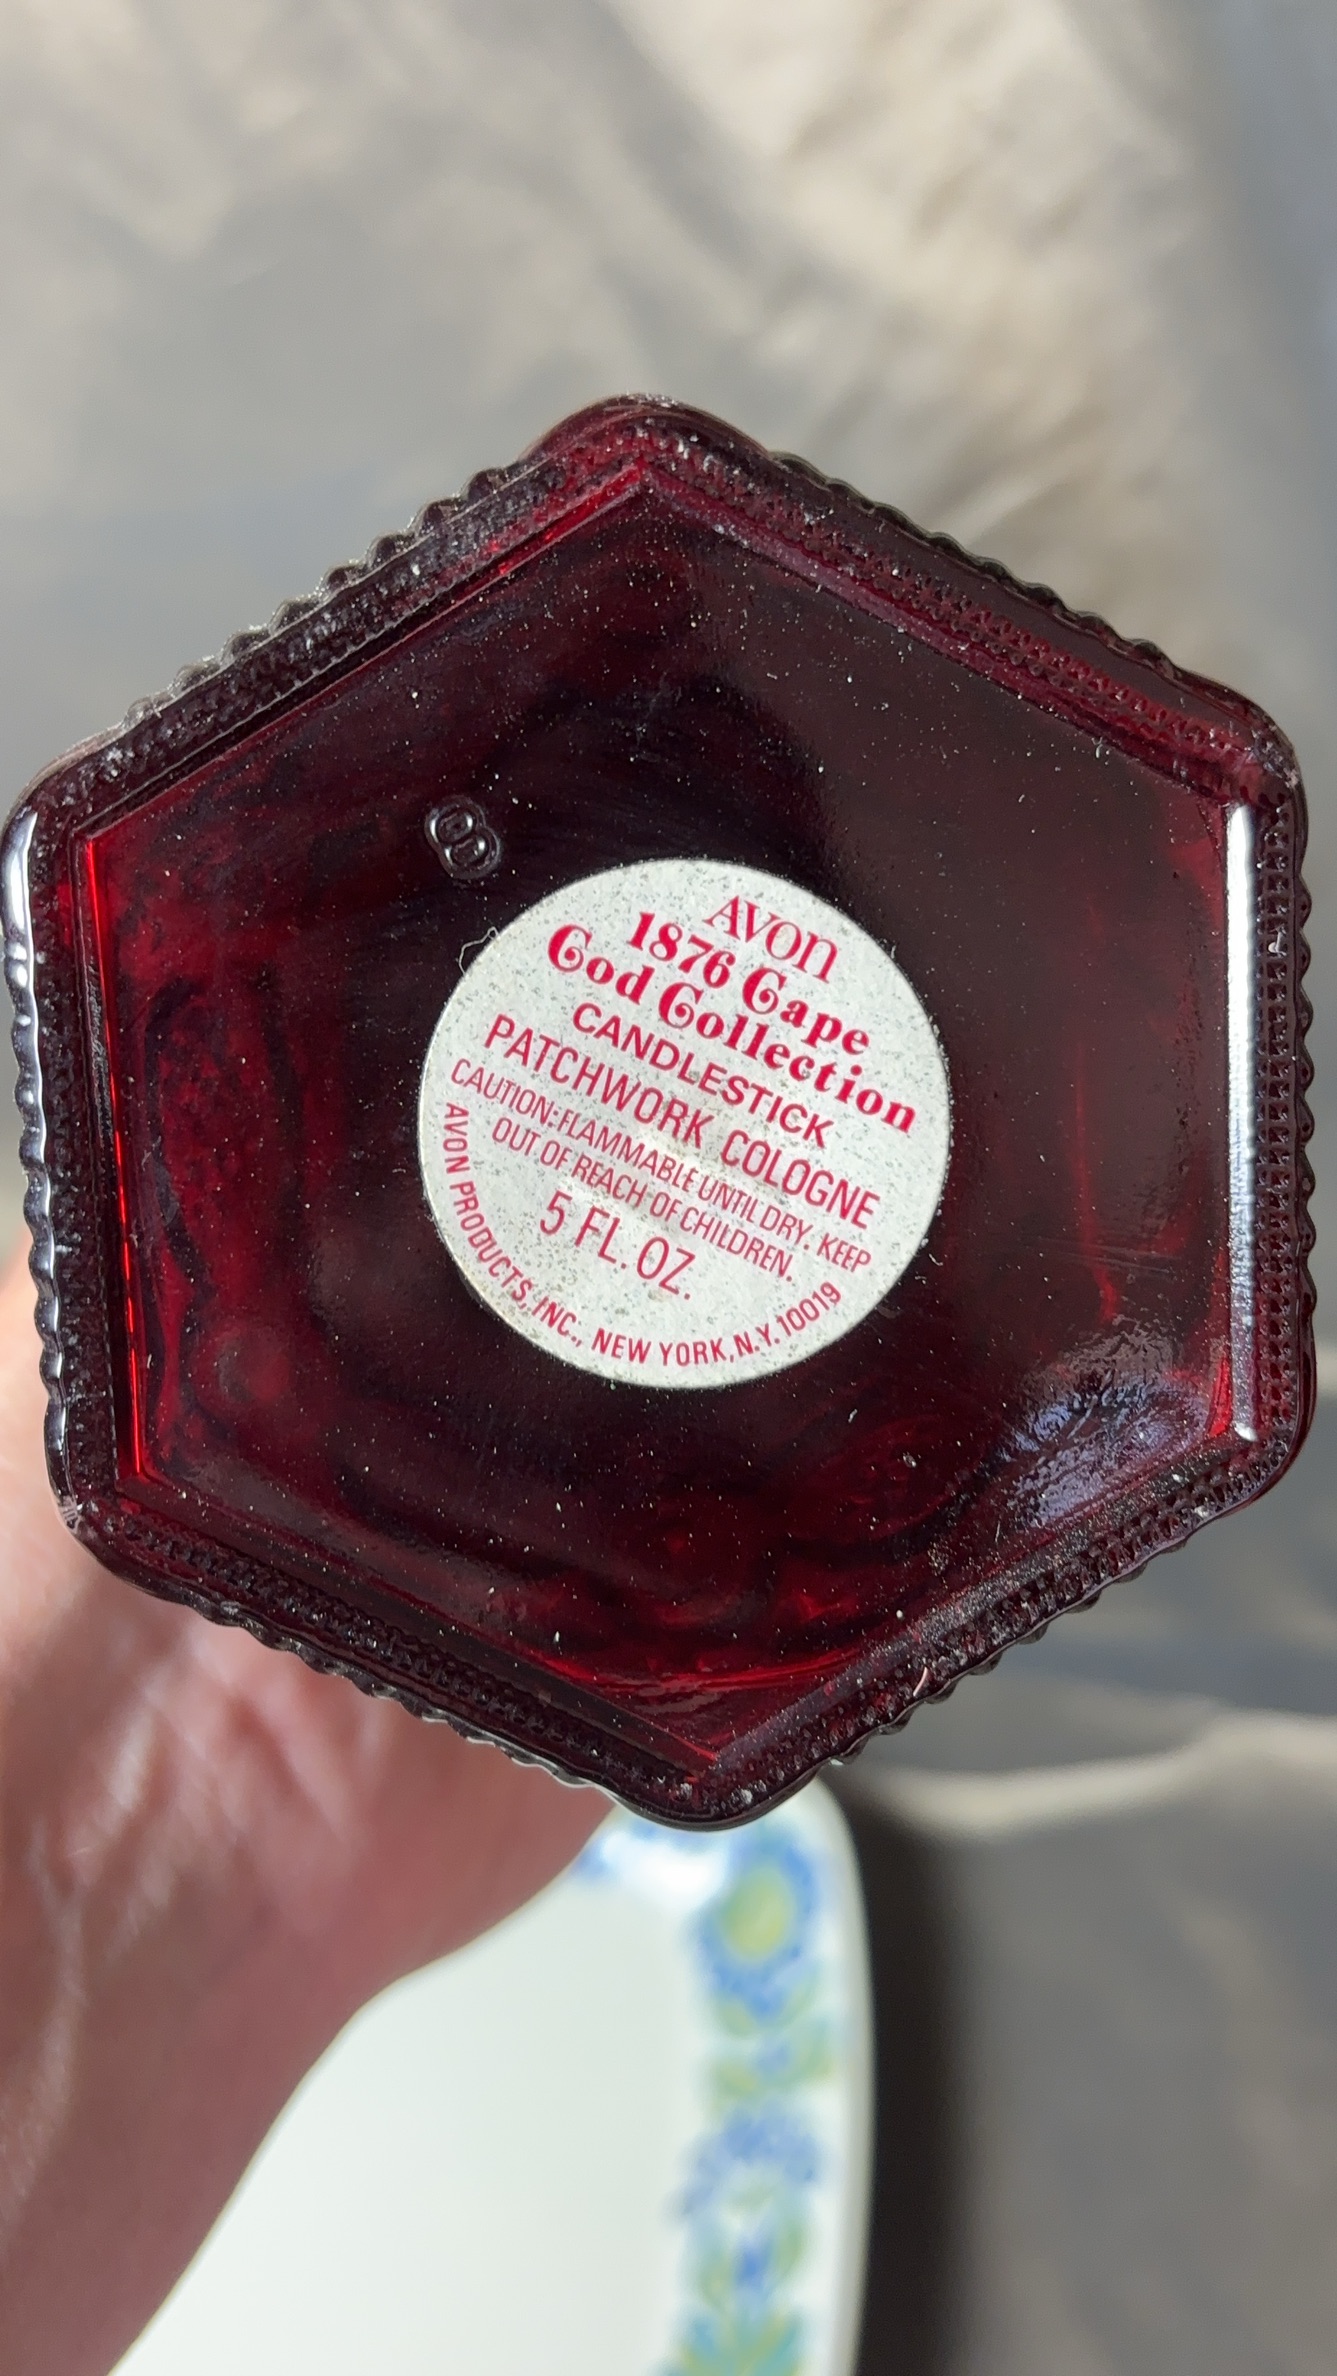 AVON
1876 Cape
Cod Collection
CANDLESTICK
PATCHWORK COLOGNE
CAUTION: FLAMMABLE UNTIL DRY. KEEP
OUT OF REACH OF CHILDREN.
5 FL. OZ.
AVON PRODUCTS, INC., NEW YORK, N.Y. 10019